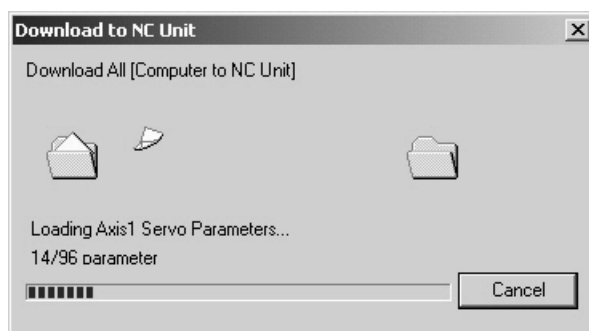 Download to NC Unit
Download All [Computer to NC Unit]
Loading Axis1 Servo Parameters...
14/96 parameter
Cancel